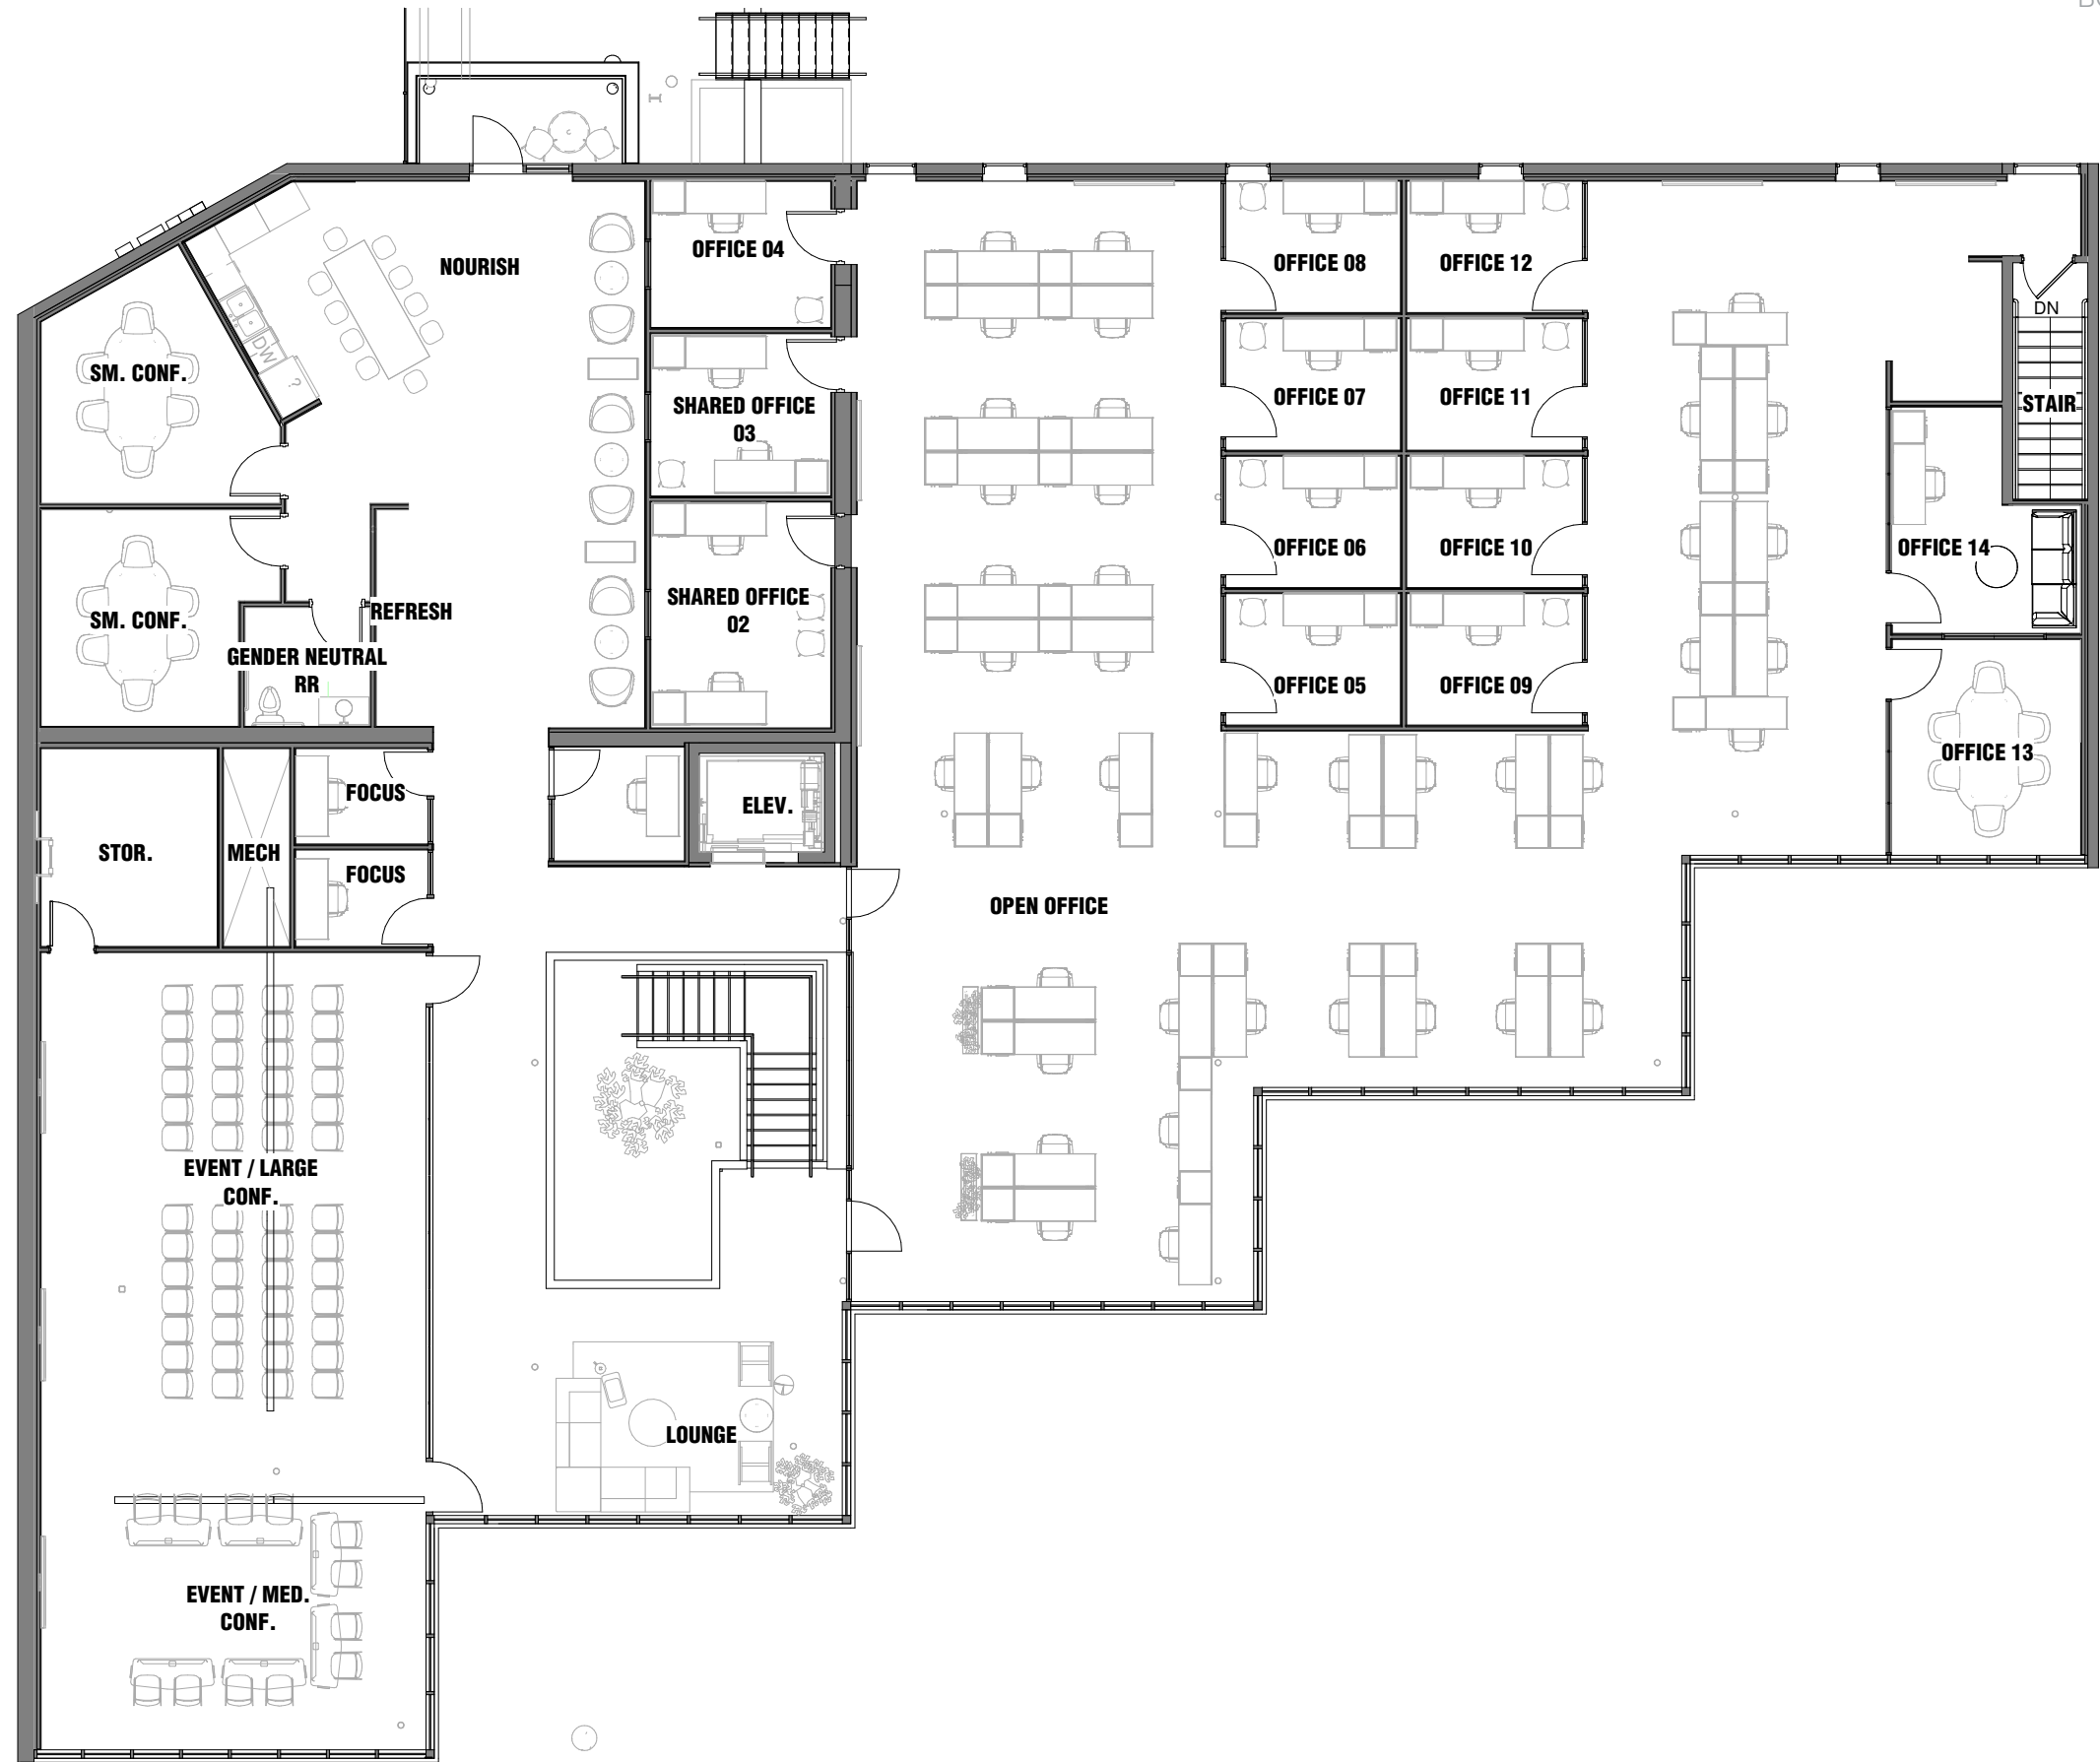 NOURISH
OFFICE 04
OFFICE 08
OFFICE 12
DN
SM. CONF.
DW
?
SHARED OFFICE
03
OFFICE 07
OFFICE 11
STAIR
OFFICE 06
OFFICE 10
OFFICE 14
SM. CONF.
REFRESH
SHARED OFFICE
02
GENDER NEUTRAL
RR
OFFICE 05
OFFICE 09
OFFICE 13
FOCUS
ELEV.
STOR.
MECH
FOCUS
OPEN OFFICE
EVENT / LARGE
CONF.
LOUNGE
EVENT / MED.
CONF.